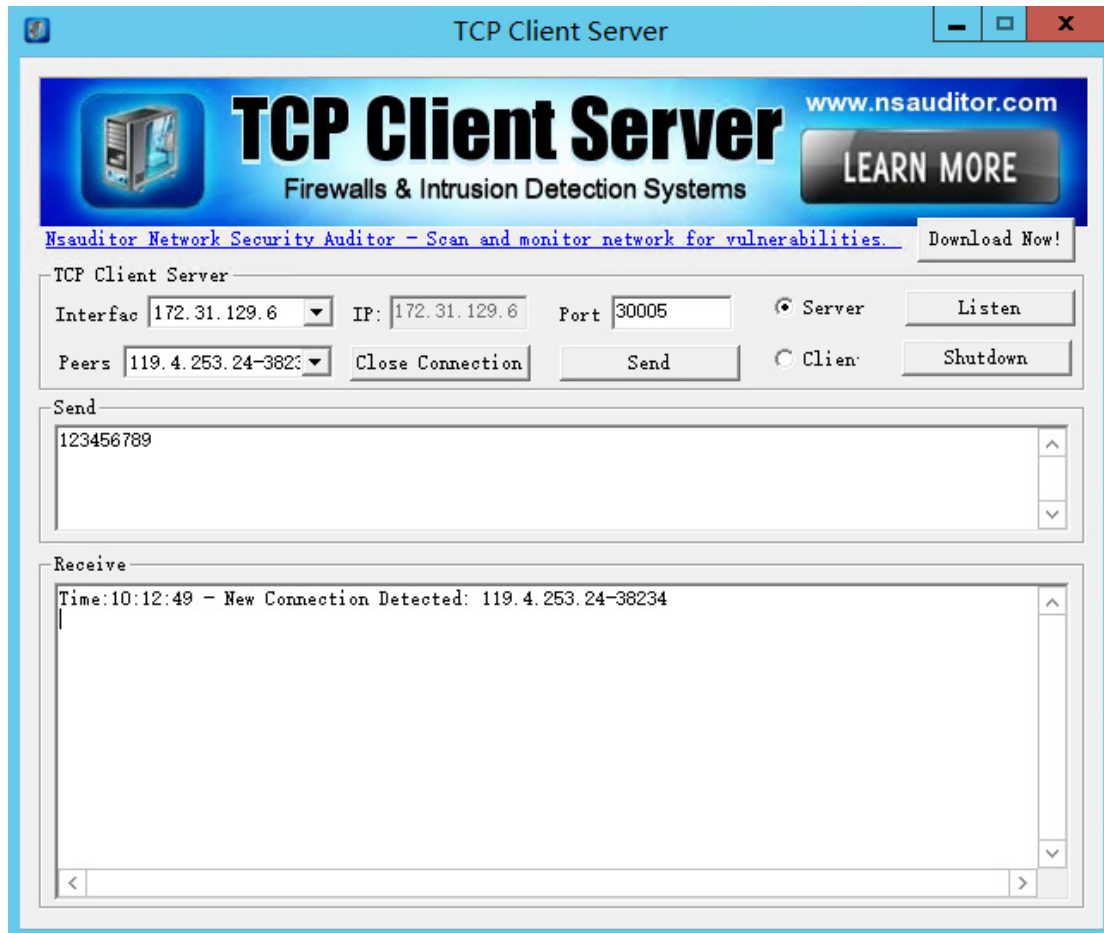 TCP Client Server
TCP Client Server
www.nsauditor.com
Firewalls & Intrusion Detection Systems
LEARN MORE
Nsauditor Network Security Auditor - Scan and monitor network for vulnerabilities.
Download Now!
TCP Client Server
Interfac 172.31.129.6 IP: 172.31.129.6 Port 30005 Server Listen
Peers 119.4.253.24-3823 Close Connection Send Clien Shutdown
Send
123456789
Receive
Time:10:12:49 - New Connection Detected: 119.4.253.24-38234